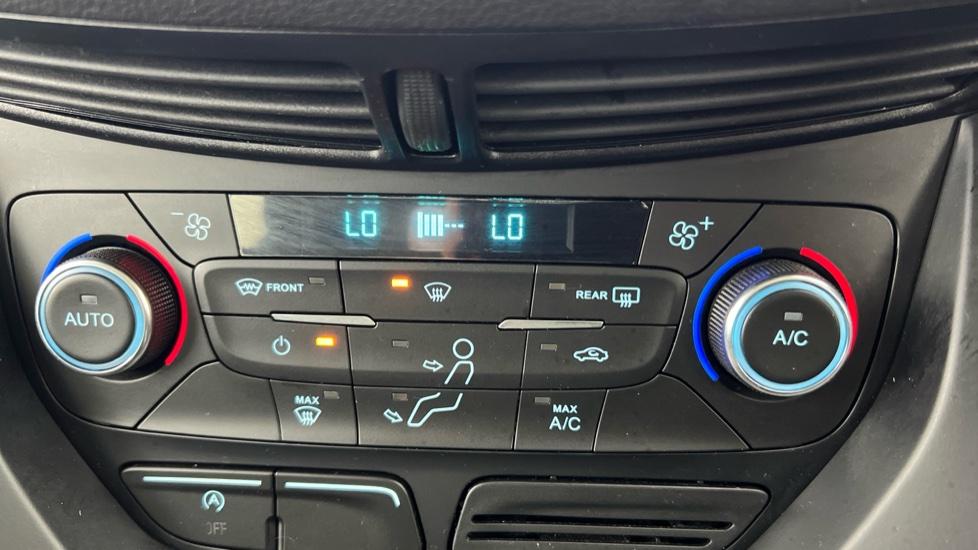 LO LO
FRONT
REAR
AUTO
A/C
MAX
MAX
A/C
A
OFF